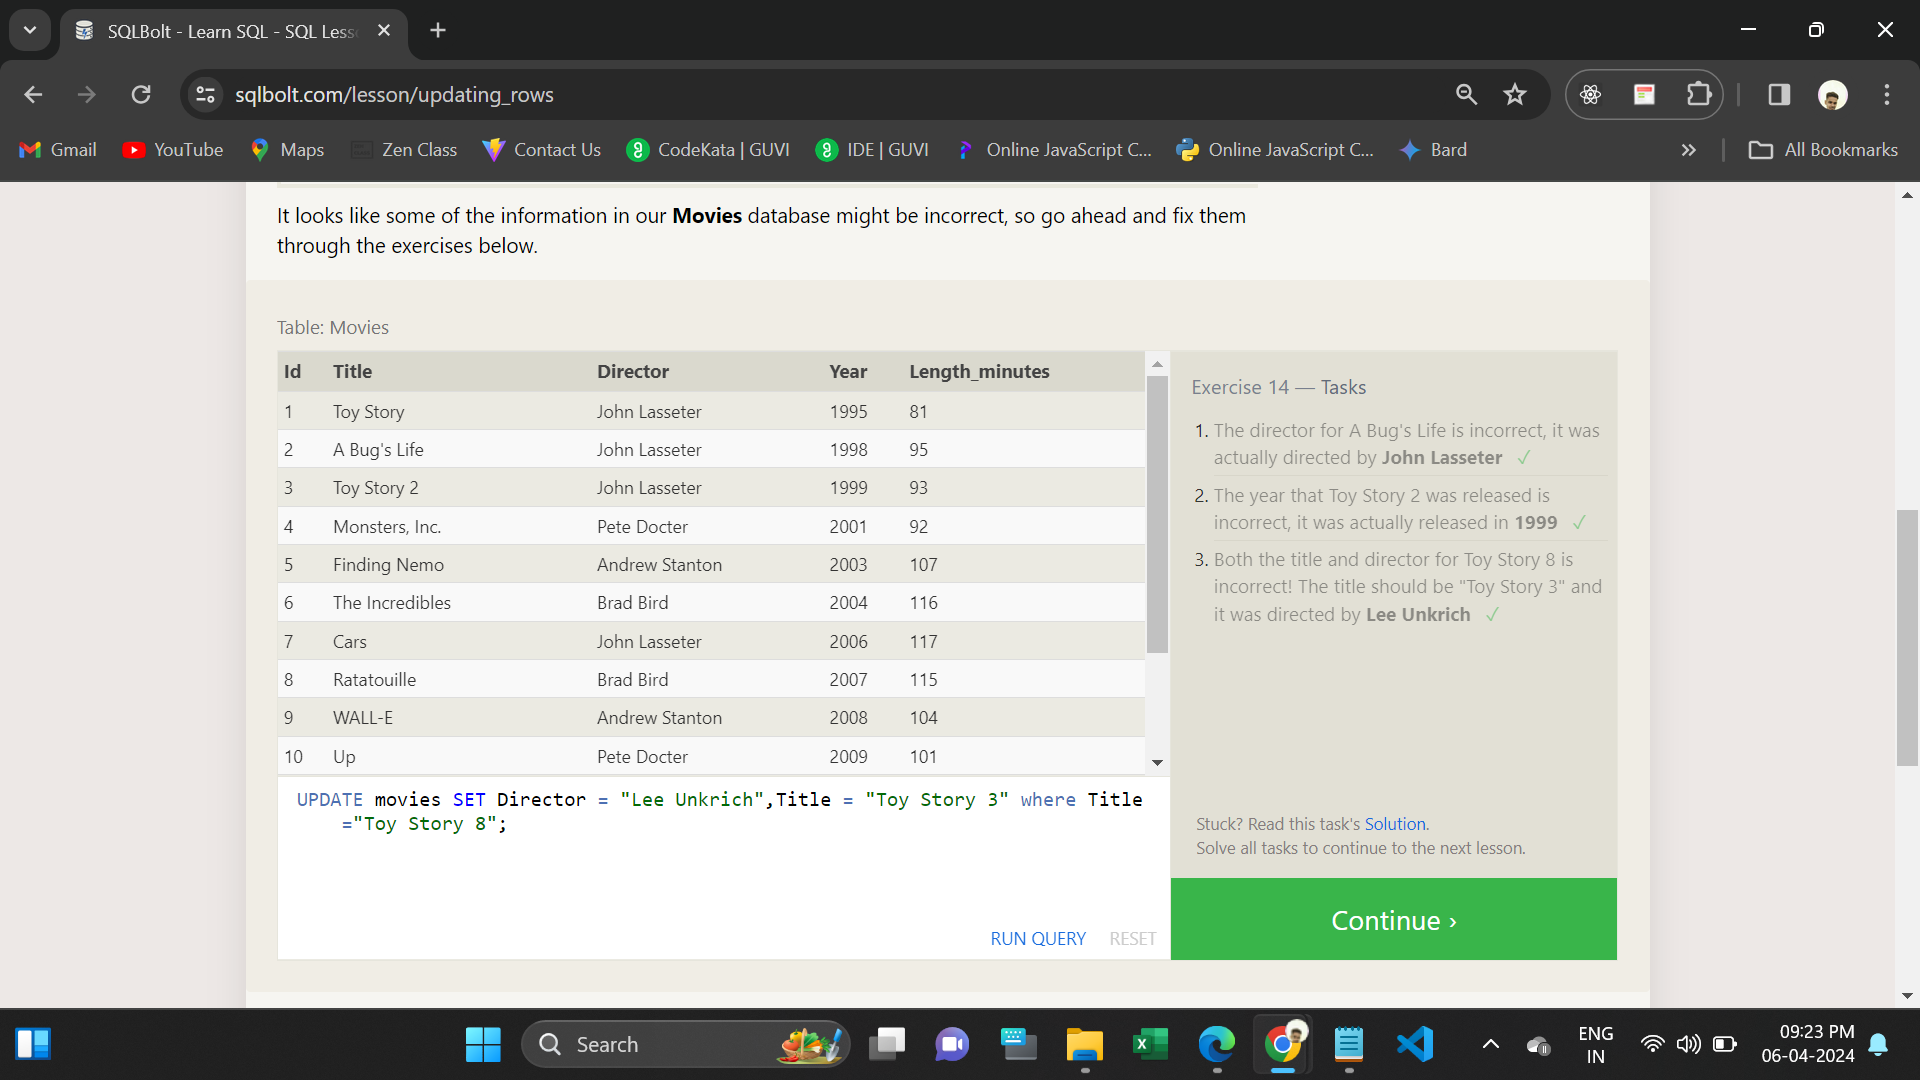 SQLBolt - Learn SQL - SQL Less
sqlbolt.com/lesson/updating_rows
Gmail YouTube Maps Zen Class Contact Us CodeKata | GUVI IDE | GUVI Online JavaScript C... Online JavaScript C... Bard » All Bookmarks
It looks like some of the information in our Movies database might be incorrect, so go ahead and fix them
through the exercises below.
Table: Movies
Id Title Director Year Length_minutes
1 Toy Story John Lasseter 1995 81
2 A Bug's Life John Lasseter 1998 95
3 Toy Story 2 John Lasseter 1999 93
4 Monsters, Inc. Pete Docter 2001 92
5 Finding Nemo Andrew Stanton 2003 107
6 The Incredibles Brad Bird 2004 116
7 Cars John Lasseter 2006 117
8 Ratatouille Brad Bird 2007 115
9 WALL-E Andrew Stanton 2008 104
10 Up Pete Docter 2009 101
UPDATE movies SET Director = "Lee Unkrich",Title = "Toy Story 3" where Title
="Toy Story 8";
RUN QUERY RESET
Exercise 14 — Tasks
1. The director for A Bug's Life is incorrect, it was
actually directed by John Lasseter ✓
2. The year that Toy Story 2 was released is
incorrect, it was actually released in 1999 ✓
3. Both the title and director for Toy Story 8 is
incorrect! The title should be "Toy Story 3" and
it was directed by Lee Unkrich ✓
Stuck? Read this task's Solution.
Solve all tasks to continue to the next lesson.
Continue ›
Search
ENG
IN
09:23 PM
06-04-2024